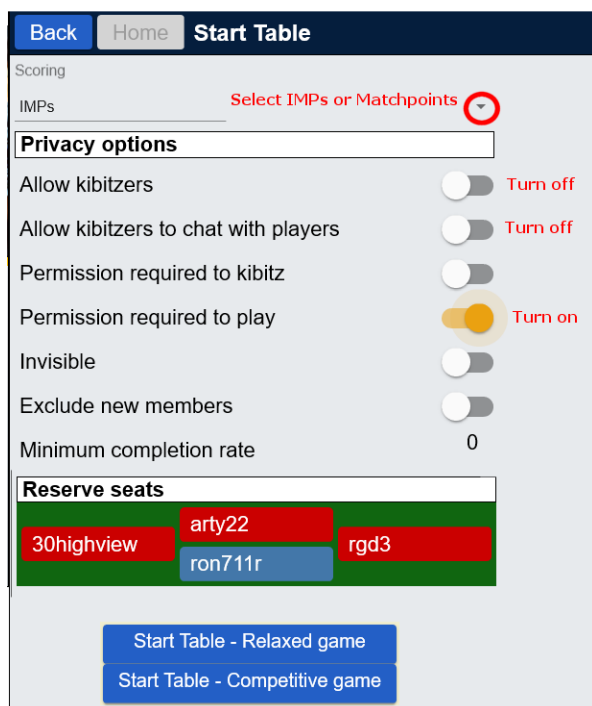 Back Home Start Table
Scoring
IMPs Select IMPs or Matchpoints
Privacy options
Allow kibitzers Turn off
Allow kibitzers to chat with players Turn off
Permission required to kibitz
Permission required to play Turn on
Invisible
Exclude new members
Minimum completion rate 0
Reserve seats
arty22
30highview rgd3
ron711r
Start Table - Relaxed game
Start Table - Competitive game